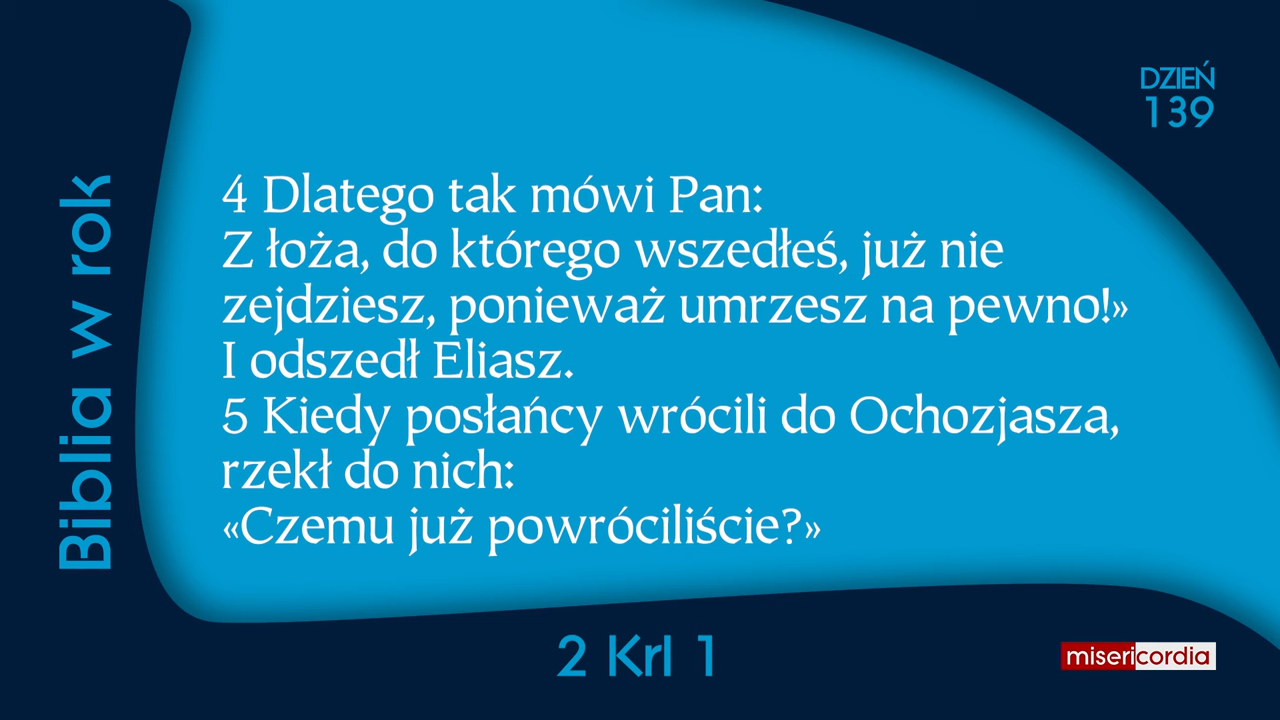 DZIEŃ
139
Biblia w rok
4 Dlatego tak mówi Pan:
Z łoża, do którego wszedłeś, już nie
zejdziesz, ponieważ umrzesz na pewno!»
I odszedł Eliasz.
5 Kiedy posłańcy wrócili do Ochozjasza,
rzekł do nich:
«Czemu już powróciliście?»
2 Krl 1
misericordia